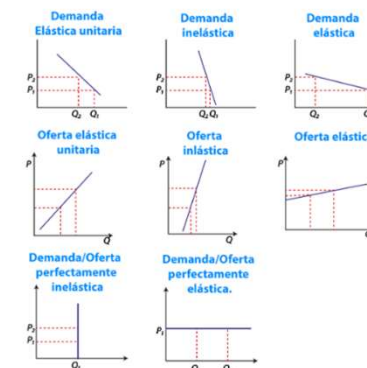 Demanda
Elástica unitaria
P₂
P₁
Q₂ Q₁
Demanda
inelástica
P₂
P₁
Q₂ Q₁
Demanda
elástica
P₂
P₁
Q₂
Oferta elástica
unitaria
P
Q
Oferta
inlástica
P
Q
Oferta elástic
P
Demanda/Oferta
perfectamente
inelástica
P₂
P₁
Demanda/Oferta
perfectamente
elástica.
P₁